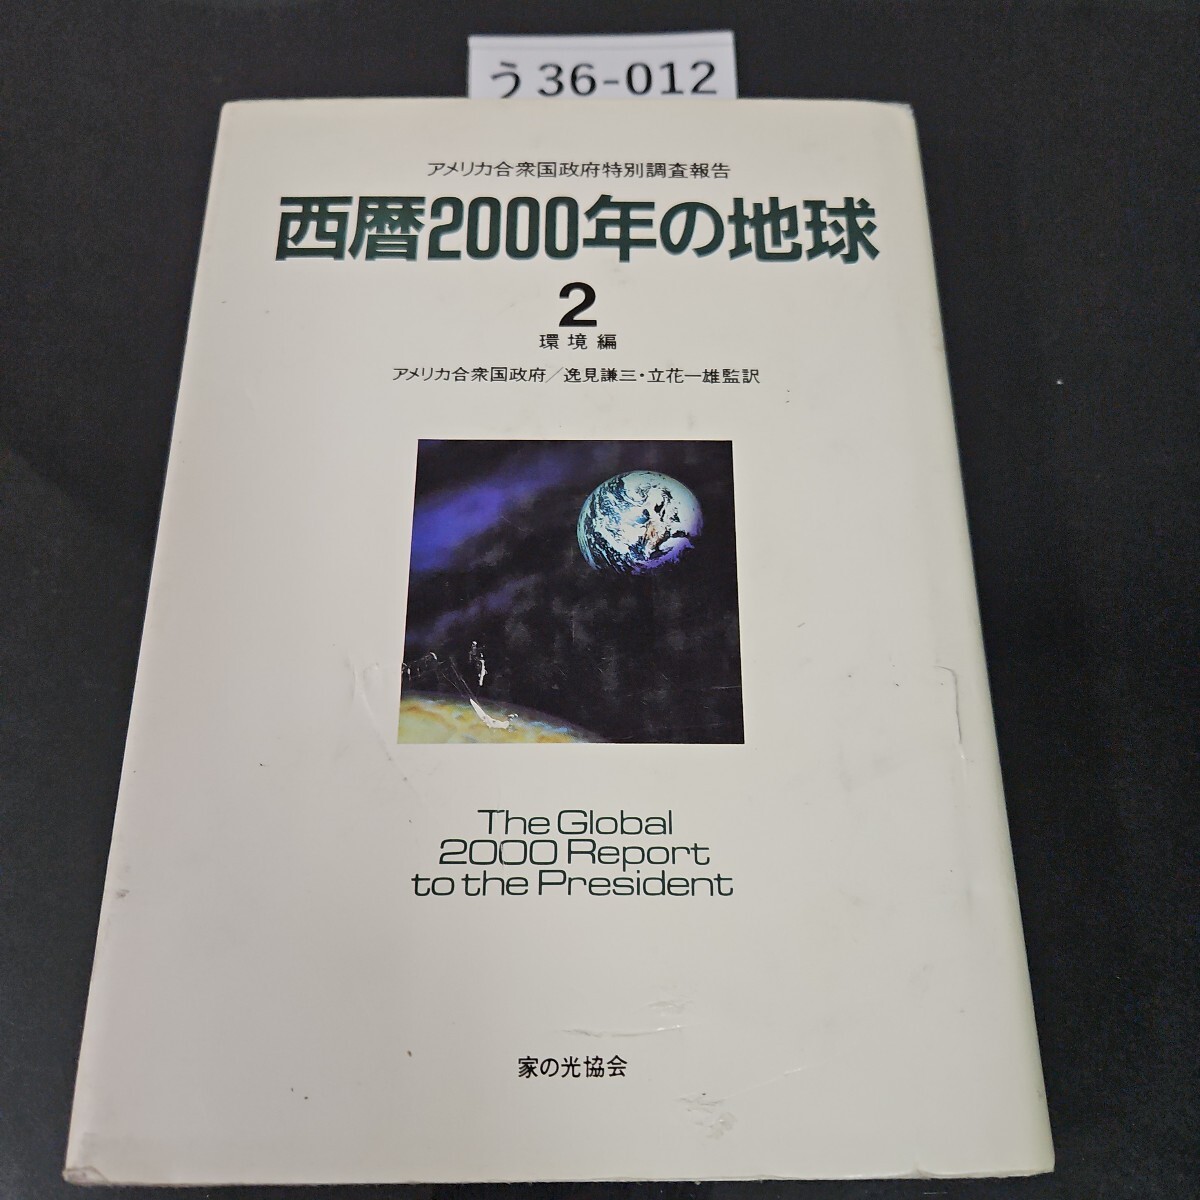 う36-012
アメリカ合衆国政府特別調査報告
西暦2000年の地球
2
環境編
アメリカ合衆国政府／逸見謙三・立花一雄監訳
The Global
2000 Report
to the President
家の光協会